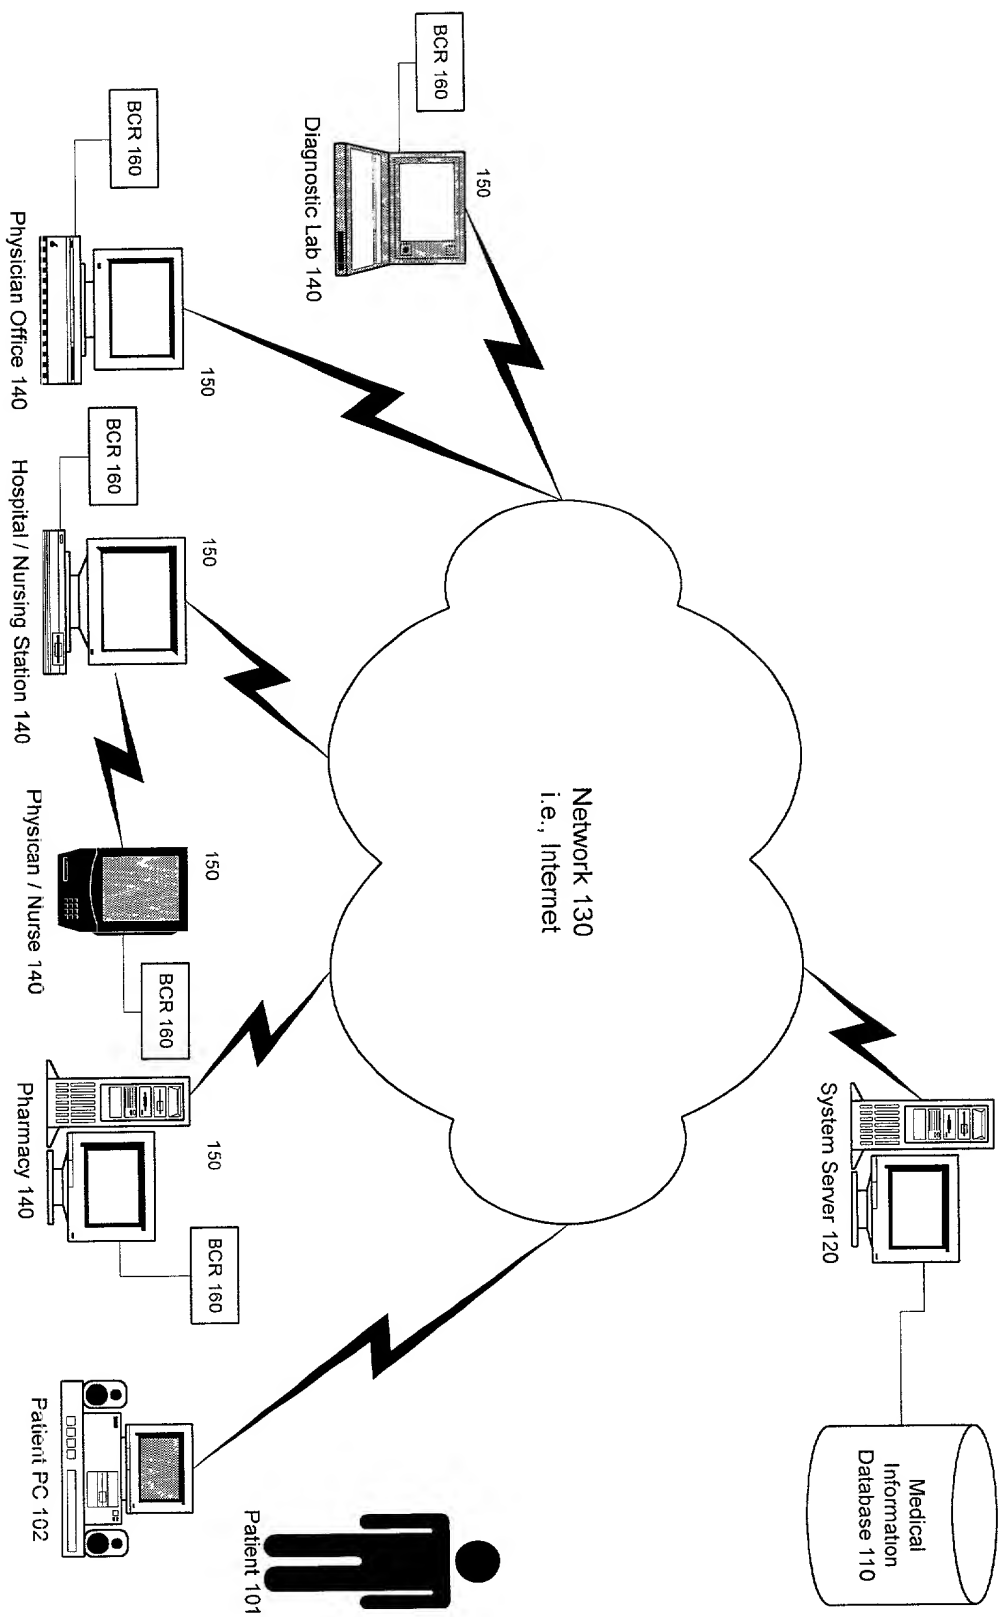 Medical
Information
Database 110
System Server 120
Network 130
i.e., Internet
BCR 160
150
Diagnostic Lab 140
BCR 160
150
Physician Office 140
BCR 160
150
Hospital / Nursing Station 140
150
BCR 160
Physican / Nurse 140
150
BCR 160
Pharmacy 140
Patient PC 102
Patient 101